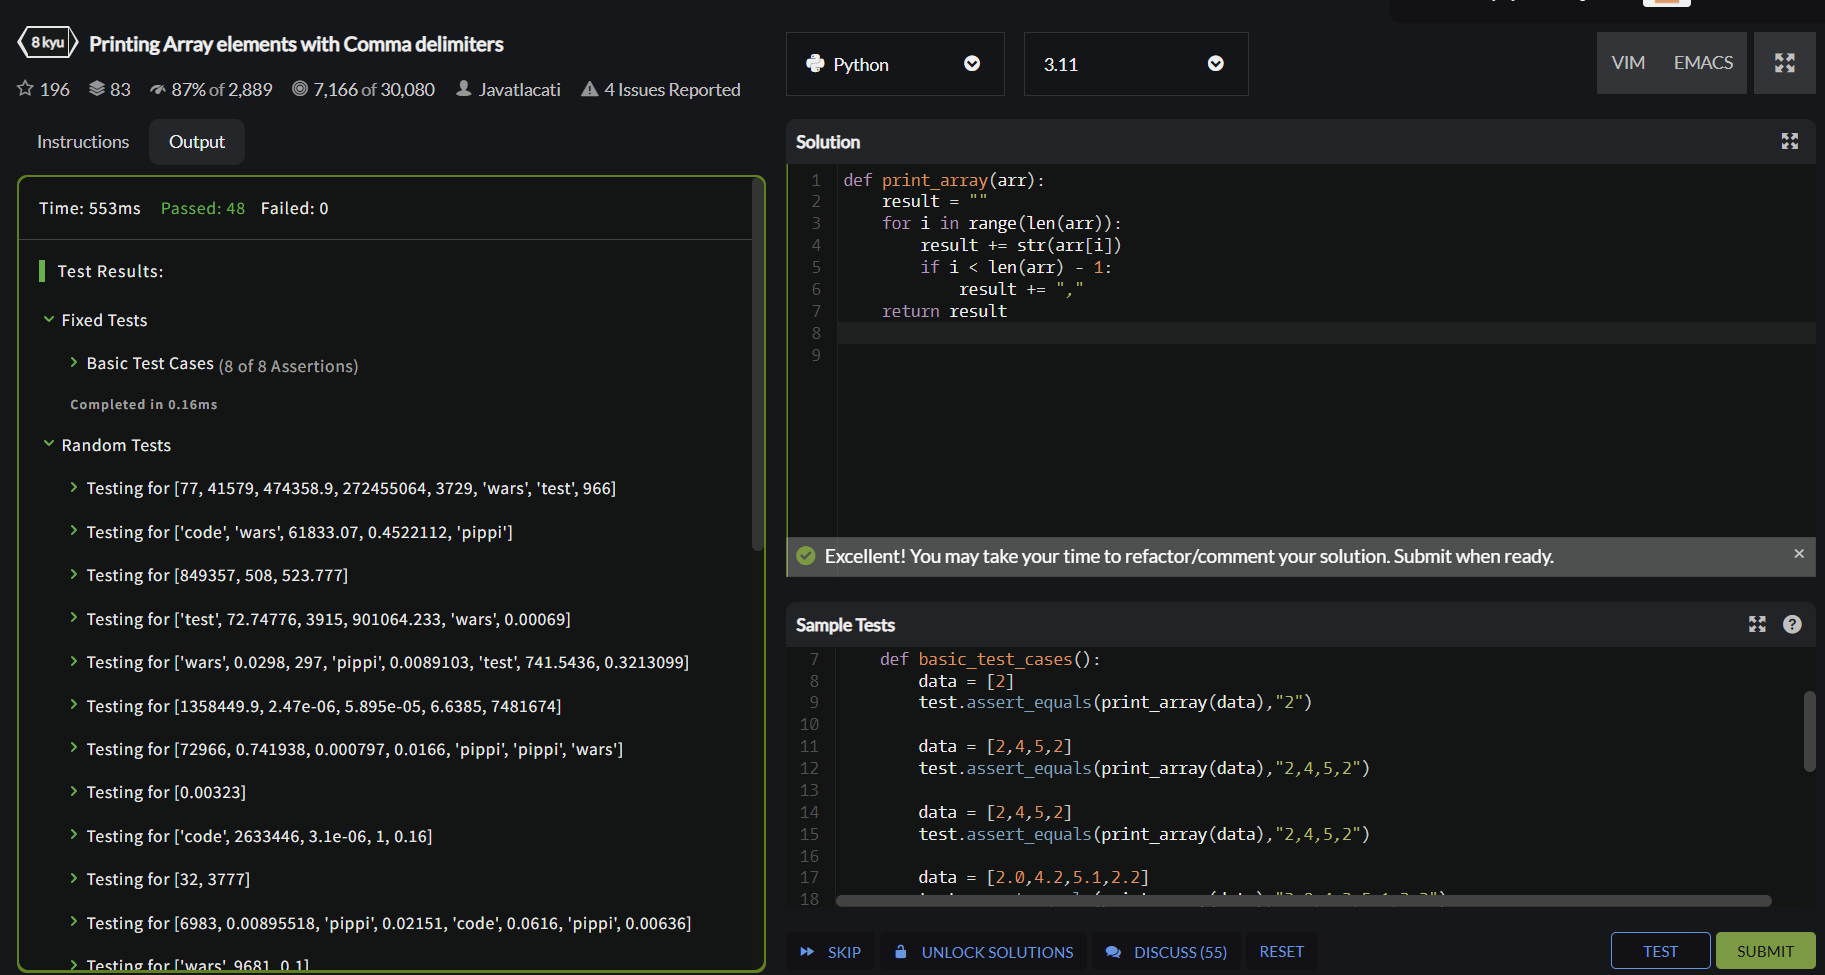 8 kyu Printing Array elements with Comma delimiters
196 83 87% of 2,889 7,166 of 30,080 Javatlacati 4 Issues Reported
Instructions Output
Time: 553ms Passed: 48 Failed: 0
Test Results:
Fixed Tests
Basic Test Cases (8 of 8 Assertions)
Completed in 0.16ms
Random Tests
Testing for [77, 41579, 474358.9, 272455064, 3729, 'wars', 'test', 966]
Testing for ['code', 'wars', 61833.07, 0.4522112, 'pippi']
Testing for [849357, 508, 523.777]
Testing for ['test', 72.74776, 3915, 901064.233, 'wars', 0.00069]
Testing for ['wars', 0.0298, 297, 'pippi', 0.0089103, 'test', 741.5436, 0.3213099]
Testing for [1358449.9, 2.47e-06, 5.895e-05, 6.6385, 7481674]
Testing for [72966, 0.741938, 0.000797, 0.0166, 'pippi', 'pippi', 'wars']
Testing for [0.00323]
Testing for ['code', 2633446, 3.1e-06, 1, 0.16]
Testing for [32, 3777]
Testing for [6983, 0.00895518, 'pippi', 0.02151, 'code', 0.0616, 'pippi', 0.00636]
Testing for ['wars', 9681, 0.1]
Python 3.11 VIM EMACS
Solution
1 def print_array(arr):
2 result = ""
3 for i in range(len(arr)):
4 result += str(arr[i])
5 if i < len(arr) - 1:
6 result += ","
7 return result
8
9
Excellent! You may take your time to refactor/comment your solution. Submit when ready. ×
Sample Tests ?
7 def basic_test_cases():
8 data = [2]
9 test.assert_equals(print_array(data),"2")
10
11 data = [2,4,5,2]
12 test.assert_equals(print_array(data),"2,4,5,2")
13
14 data = [2,4,5,2]
15 test.assert_equals(print_array(data),"2,4,5,2")
16
17 data = [2.0,4.2,5.1,2.2]
18
SKIP UNLOCK SOLUTIONS DISCUSS (55) RESET TEST SUBMIT